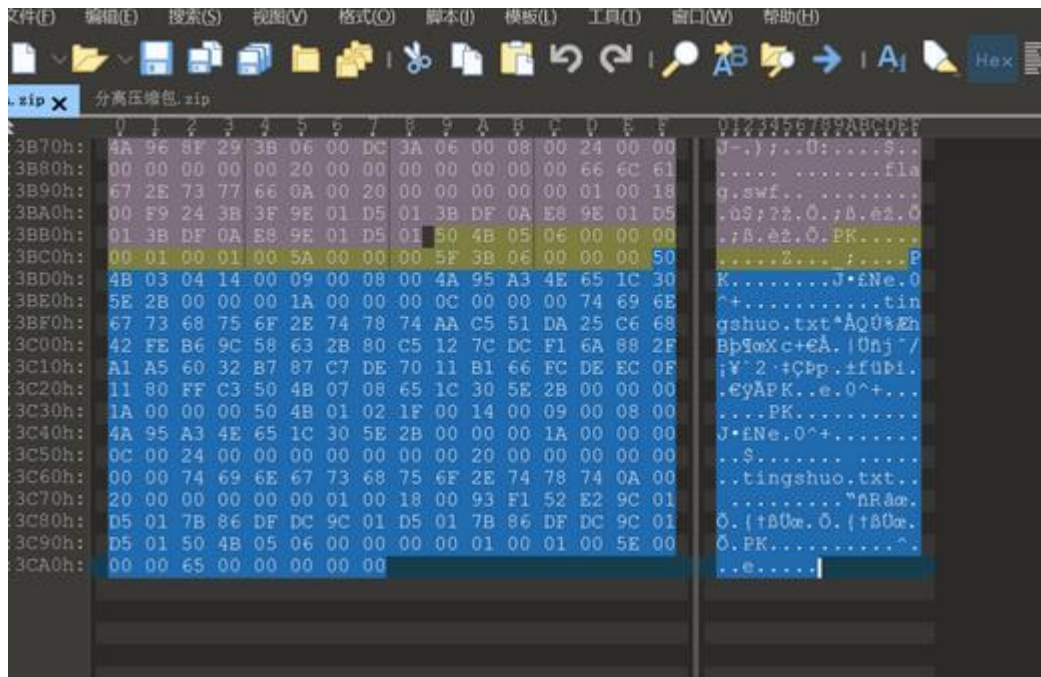 文件(F) 编辑(E) 搜索(S) 视图(V) 格式(O) 脚本(I) 模板(L) 工具(T) 窗口(W) 帮助(H)
Hex
.zip 分离压缩包.zip
0 1 2 3 4 5 6 7 8 9 A B C D E F 0123456789ABCDEF
3B70h: 4A 96 8F 29 3B 06 00 DC 3A 06 00 08 00 24 00 00 J–.);..Ü:....$..
3B80h: 00 00 00 00 00 20 00 00 00 00 00 00 00 66 6C 61 ..... .......fla
3B90h: 67 2E 73 77 66 0A 00 20 00 00 00 00 00 01 00 18 g.swf.. ........
3BA0h: 00 F9 24 3B 3F 9E 01 D5 01 3B DF 0A E8 9E 01 D5 .ù$;?ž.Õ.;ß.èž.Õ
3BB0h: 01 3B DF 0A E8 9E 01 D5 01 50 4B 05 06 00 00 00 .;ß.èž.Õ.PK.....
3BC0h: 00 01 00 01 00 5A 00 00 00 5F 3B 06 00 00 00 50 .....Z..._;....P
3BD0h: 4B 03 04 14 00 09 00 08 00 4A 95 A3 4E 65 1C 30 K........J•£Ne.0
3BE0h: 5E 2B 00 00 00 1A 00 00 00 0C 00 00 00 74 69 6E ^+...........tin
3BF0h: 67 73 68 75 6F 2E 74 78 74 AA C5 51 DA 25 C6 68 gshuo.txtªÅQÚ%Æh
3C00h: 42 FE B6 9C 58 63 2B 80 C5 12 7C DC F1 6A 88 2F Bþ¶œXc+€Å.|Üñjˆ/
3C10h: A1 A5 60 32 B7 87 C7 DE 70 11 B1 66 FC DE EC 0F ¡¥`2·‡ÇÞp.±füÞì.
3C20h: 11 80 FF C3 50 4B 07 08 65 1C 30 5E 2B 00 00 00 .€ÿÃPK..e.0^+...
3C30h: 1A 00 00 00 50 4B 01 02 1F 00 14 00 09 00 08 00 ....PK..........
3C40h: 4A 95 A3 4E 65 1C 30 5E 2B 00 00 00 1A 00 00 00 J•£Ne.0^+.......
3C50h: 0C 00 24 00 00 00 00 00 00 00 20 00 00 00 00 00 ..$....... .....
3C60h: 00 00 74 69 6E 67 73 68 75 6F 2E 74 78 74 0A 00 ..tingshuo.txt..
3C70h: 20 00 00 00 00 00 01 00 18 00 93 F1 52 E2 9C 01 ..........“ñRâœ.
3C80h: D5 01 7B 86 DF DC 9C 01 D5 01 7B 86 DF DC 9C 01 Õ.{†ßÜœ.Õ.{†ßÜœ.
3C90h: D5 01 50 4B 05 06 00 00 00 00 01 00 01 00 5E 00 Õ.PK..........^.
3CA0h: 00 00 65 00 00 00 00 00 ..e.....